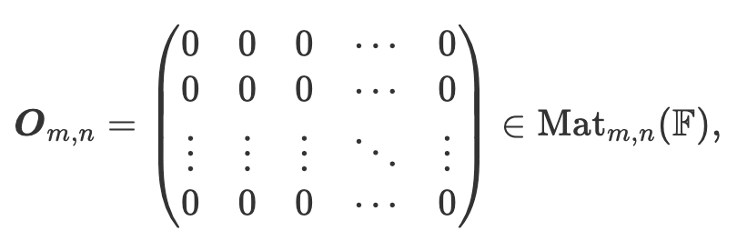 $\boldsymbol{O}_{m,n} = \begin{pmatrix} 0 & 0 & 0 & \cdots & 0 \\ 0 & 0 & 0 & \cdots & 0 \\ \vdots & \vdots & \vdots & \ddots & \vdots \\ 0 & 0 & 0 & \cdots & 0 \end{pmatrix} \in \mathrm{Mat}_{m,n}(\mathbb{F}),$